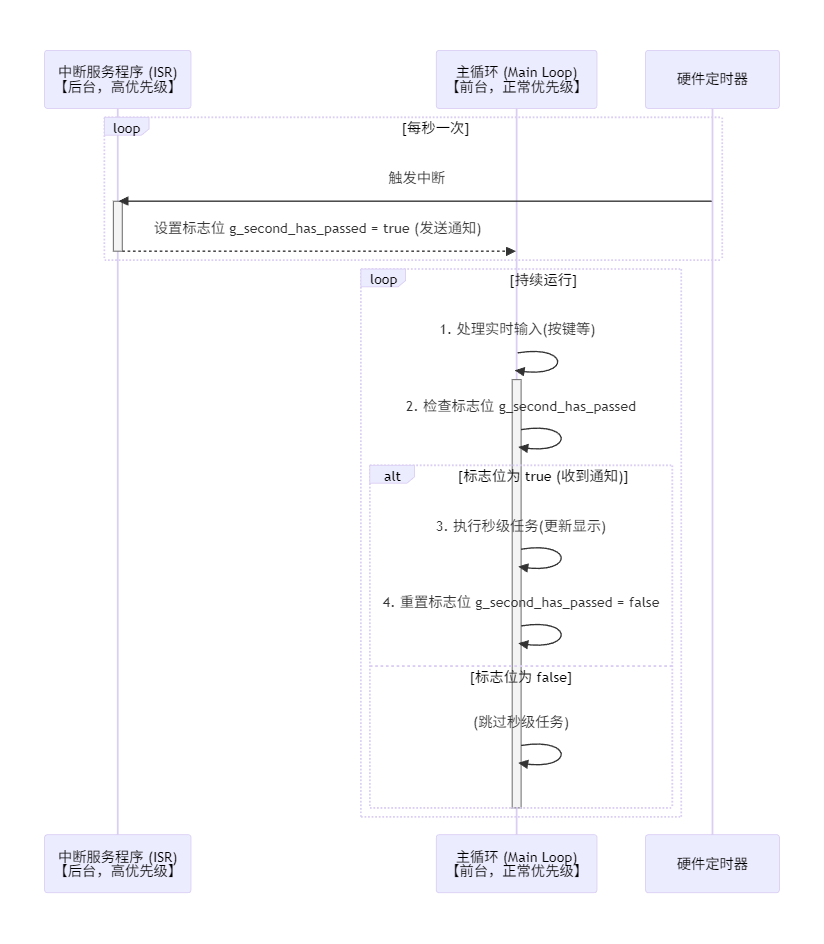 中断服务程序 (ISR)
【后台，高优先级】
主循环 (Main Loop)
【前台，正常优先级】
硬件定时器
loop
[每秒一次]
触发中断
设置标志位 g_second_has_passed = true (发送通知)
loop
[持续运行]
1. 处理实时输入(按键等)
2. 检查标志位 g_second_has_passed
alt
[标志位为 true (收到通知)]
3. 执行秒级任务(更新显示)
4. 重置标志位 g_second_has_passed = false
[标志位为 false]
(跳过秒级任务)
中断服务程序 (ISR)
【后台，高优先级】
主循环 (Main Loop)
【前台，正常优先级】
硬件定时器